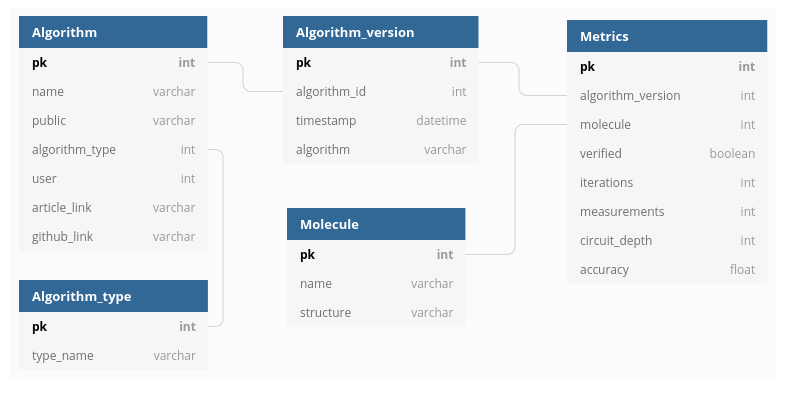 Algorithm
pk int
name varchar
public varchar
algorithm_type int
user int
article_link varchar
github_link varchar
Algorithm_type
pk int
type_name varchar
Algorithm_version
pk int
algorithm_id int
timestamp datetime
algorithm varchar
Molecule
pk int
name varchar
structure varchar
Metrics
pk int
algorithm_version int
molecule int
verified boolean
iterations int
measurements int
circuit_depth int
accuracy float